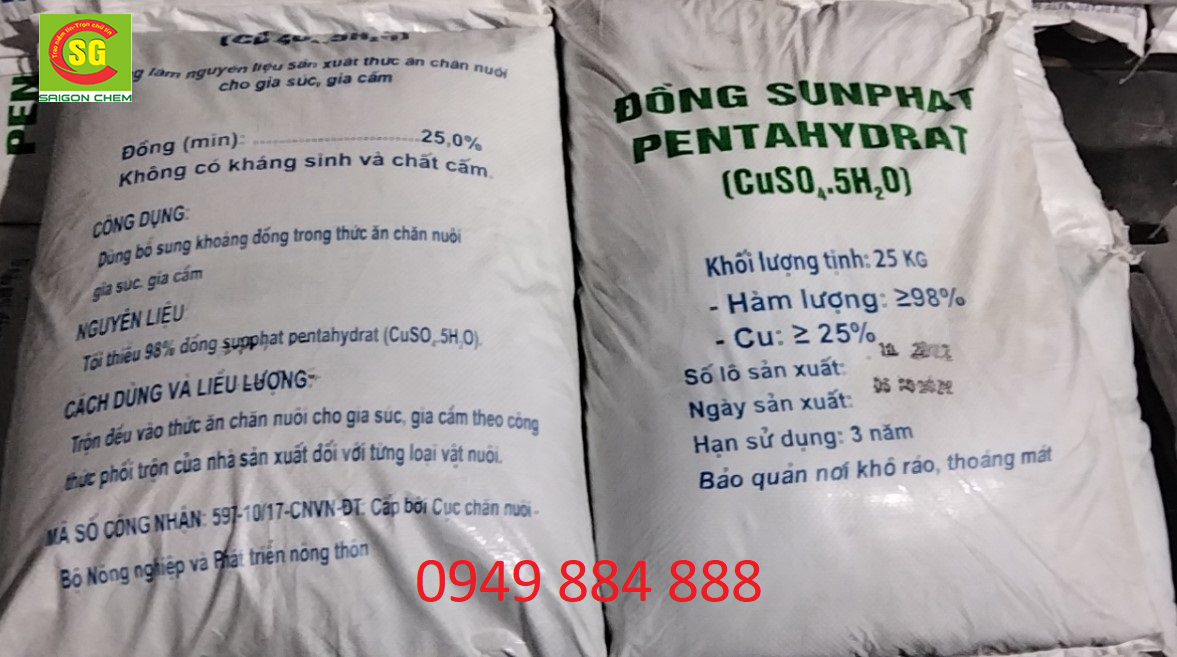 SG
SAIGON CHEM
PEN
làm nguyên liệu sản xuất thức ăn chăn nuôi
cho gia súc, gia cầm
Đồng (min): ........................25,0%
Không có kháng sinh và chất cấm.
CÔNG DỤNG:
Dùng bổ sung khoáng đồng trong thức ăn chăn nuôi
gia súc, gia cầm
NGUYÊN LIỆU
Tối thiểu 98% đồng supphat pentahydrat (CuSO₄.5H₂O).
CÁCH DÙNG VÀ LIỀU LƯỢNG:
Trộn đều vào thức ăn chăn nuôi cho gia súc, gia cầm theo công
thức phối trộn của nhà sản xuất đối với từng loại vật nuôi.
MÃ SỐ CÔNG NHẬN: 597-10/17-CNVN-ĐT: Cấp bởi Cục chăn nuôi -
Bộ Nông nghiệp và Phát triển nông thôn
ĐỒNG SUNPHAT
PENTAHYDRAT
(CuSO₄.5H₂O)
Khối lượng tịnh: 25 KG
- Hàm lượng: ≥98%
- Cu: ≥ 25%
Số lô sản xuất:
Ngày sản xuất:
Hạn sử dụng: 3 năm
Bảo quản nơi khô ráo, thoáng mát
0949 884 888